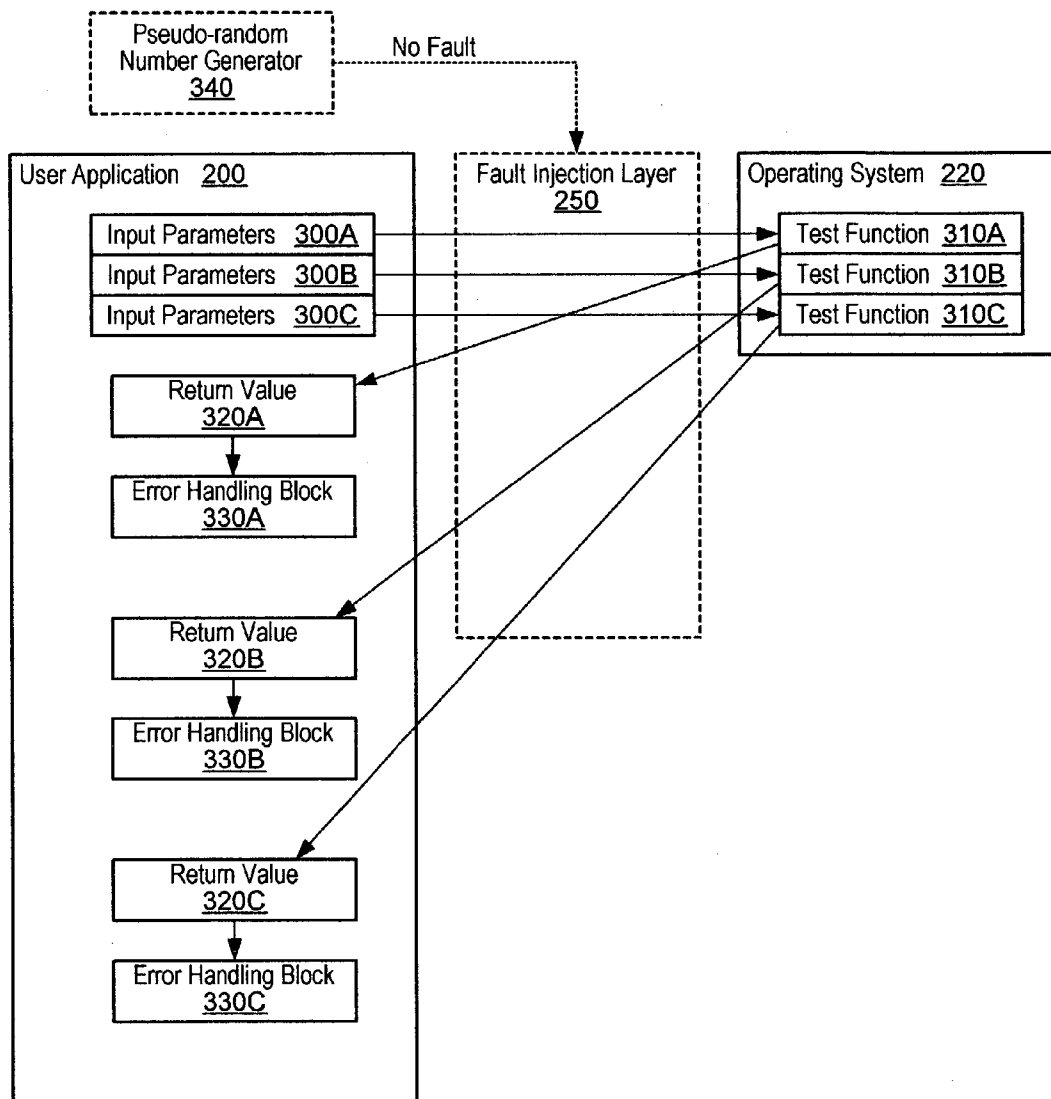 Pseudo-random
Number Generator
340
No Fault
User Application 200
Input Parameters 300A
Input Parameters 300B
Input Parameters 300C
Return Value
320A
Error Handling Block
330A
Return Value
320B
Error Handling Block
330B
Return Value
320C
Error Handling Block
330C
Fault Injection Layer
250
Operating System 220
Test Function 310A
Test Function 310B
Test Function 310C